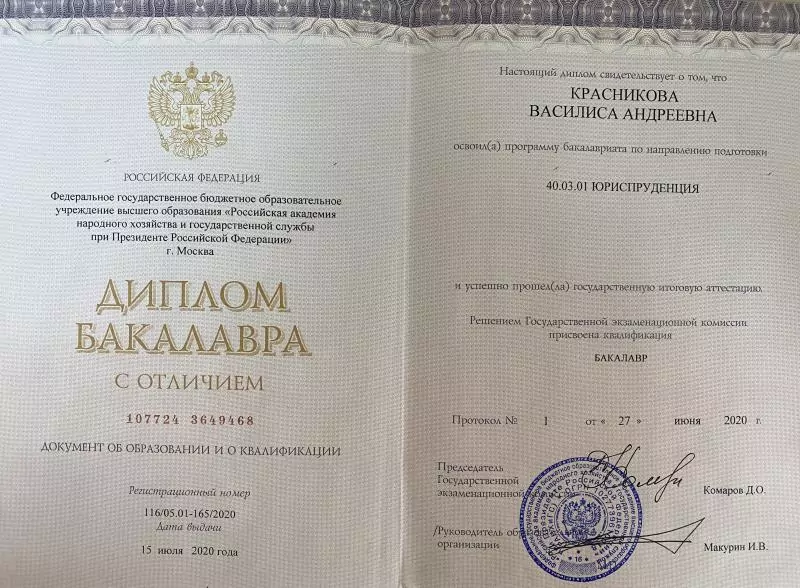 РОССИЙСКАЯ ФЕДЕРАЦИЯ
Федеральное государственное бюджетное образовательное
учреждение высшего образования «Российская академия
народного хозяйства и государственной службы
при Президенте Российской Федерации»
г. Москва
ДИПЛОМ
БАКАЛАВРА
С ОТЛИЧИЕМ
107724 3649468
ДОКУМЕНТ ОБ ОБРАЗОВАНИИ И О КВАЛИФИКАЦИИ
Регистрационный номер
116/05.01-165/2020
Дата выдачи
15 июля 2020 года
Настоящий диплом свидетельствует о том, что
КРАСНИКОВА
ВАСИЛИСА АНДРЕЕВНА
освоил(а) программу бакалавриата по направлению подготовки
40.03.01 ЮРИСПРУДЕНЦИЯ
и успешно прошел(ла) государственную итоговую аттестацию.
Решением Государственной экзаменационной комиссии
присвоена квалификация
БАКАЛАВР
Протокол № 1 от « 27 » июня 2020 г.
Председатель
Государственной
экзаменационной
Комаров Д.О.
Руководитель
организации
Макурин И.В.